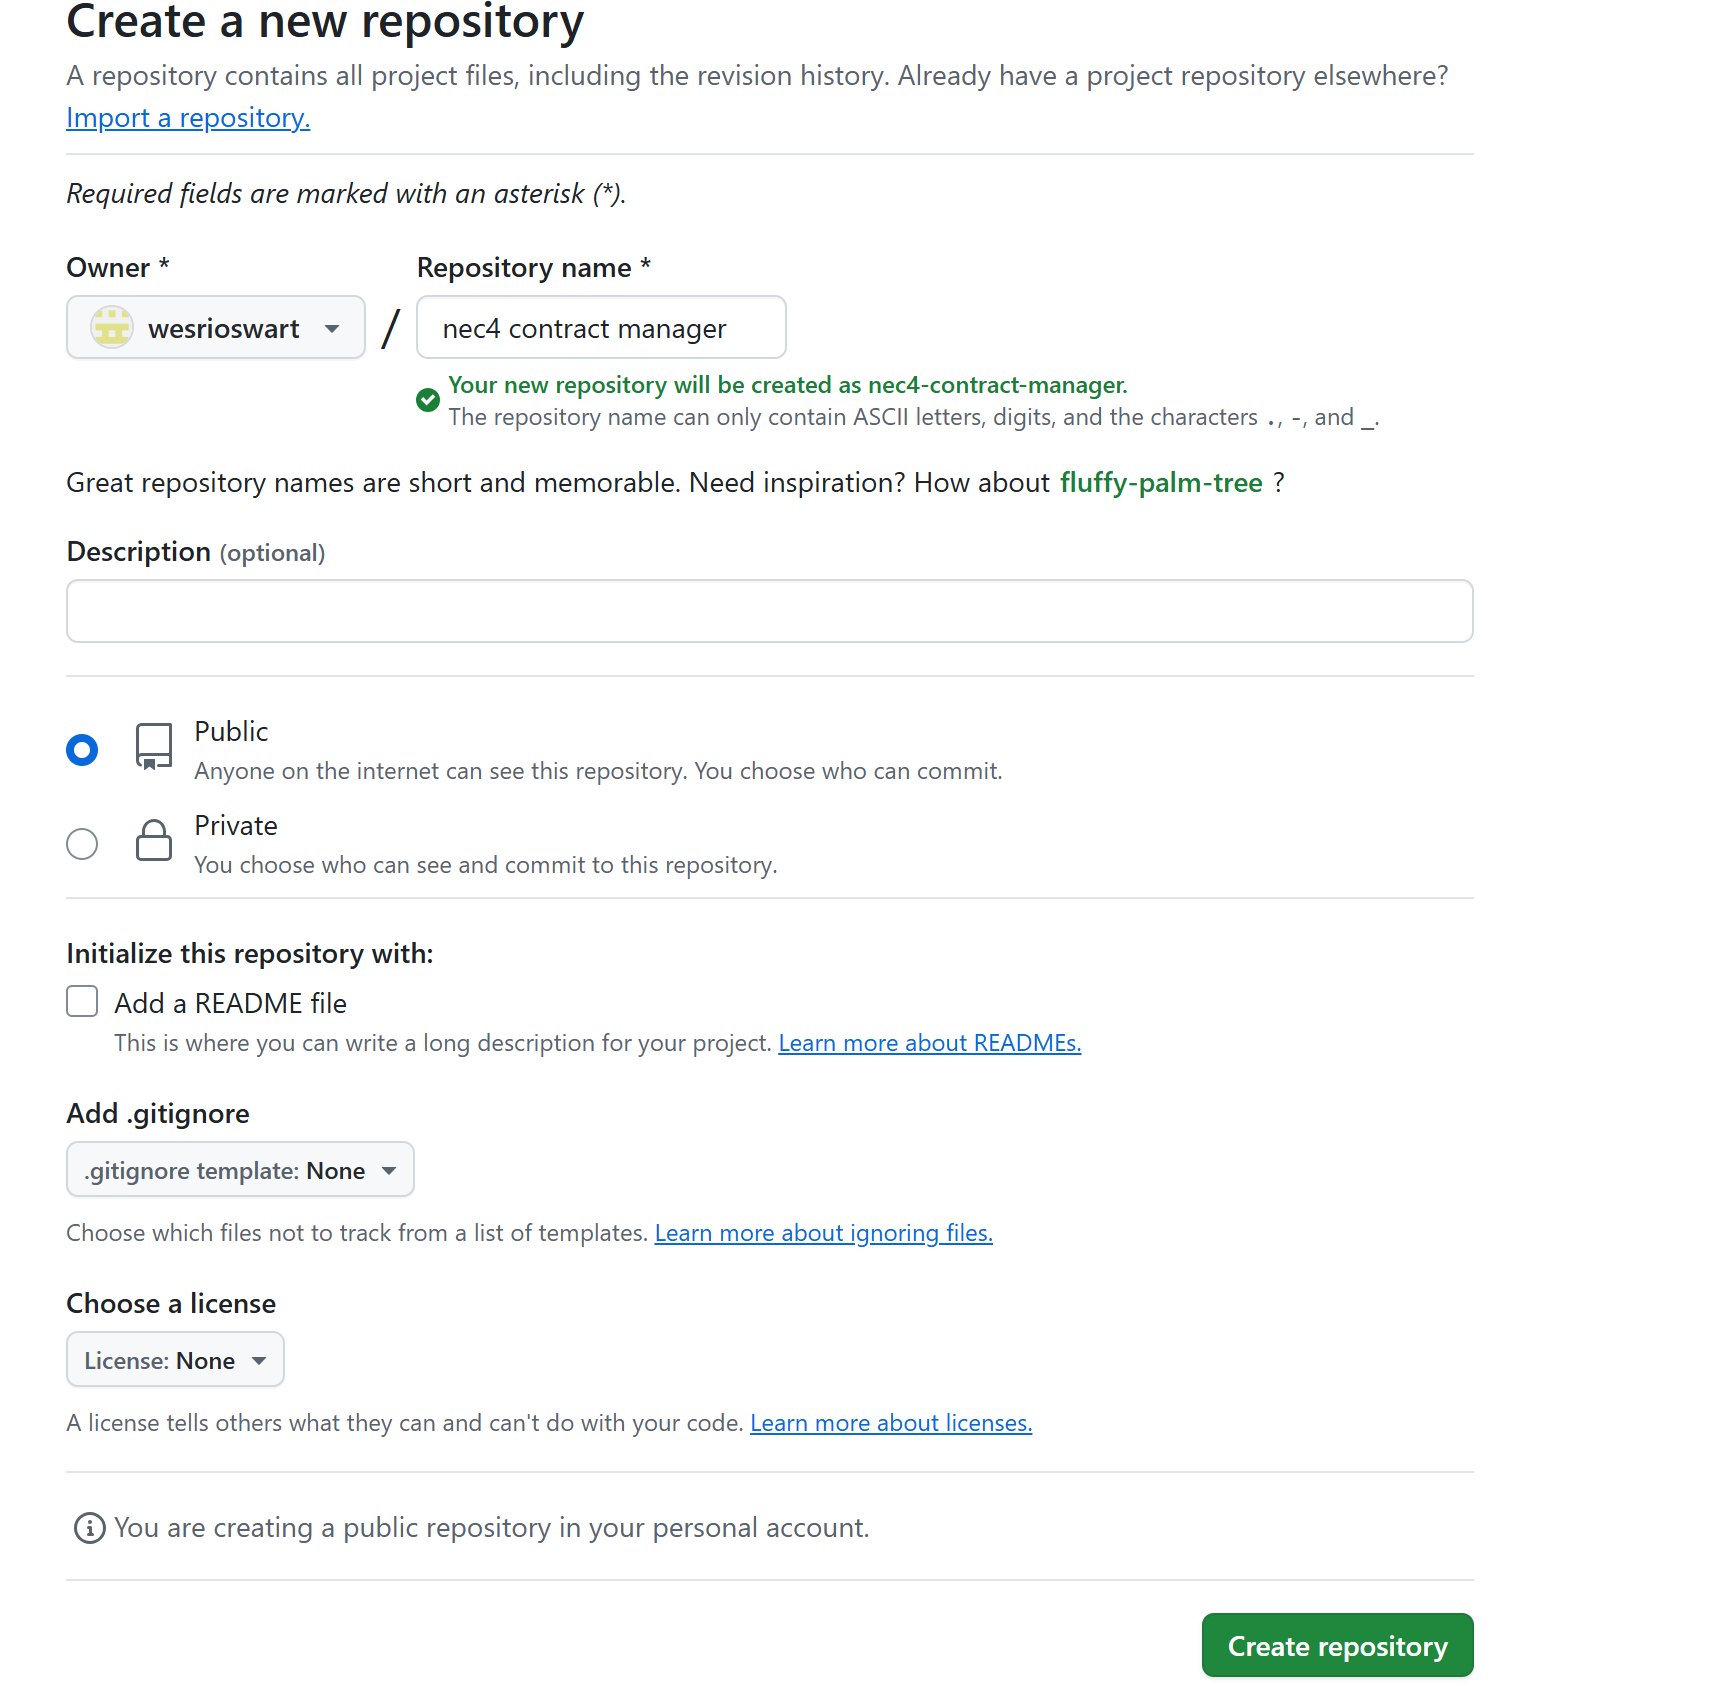 Create a new repository
A repository contains all project files, including the revision history. Already have a project repository elsewhere?
Import a repository.
Required fields are marked with an asterisk (*).
Owner *
Repository name *
wesrioswart
/
nec4 contract manager
Your new repository will be created as nec4-contract-manager.
The repository name can only contain ASCII letters, digits, and the characters ., -, and _.
Great repository names are short and memorable. Need inspiration? How about fluffy-palm-tree ?
Description (optional)
Public
Anyone on the internet can see this repository. You choose who can commit.
Private
You choose who can see and commit to this repository.
Initialize this repository with:
Add a README file
This is where you can write a long description for your project. Learn more about READMEs.
Add .gitignore
.gitignore template: None
Choose which files not to track from a list of templates. Learn more about ignoring files.
Choose a license
License: None
A license tells others what they can and can't do with your code. Learn more about licenses.
You are creating a public repository in your personal account.
Create repository